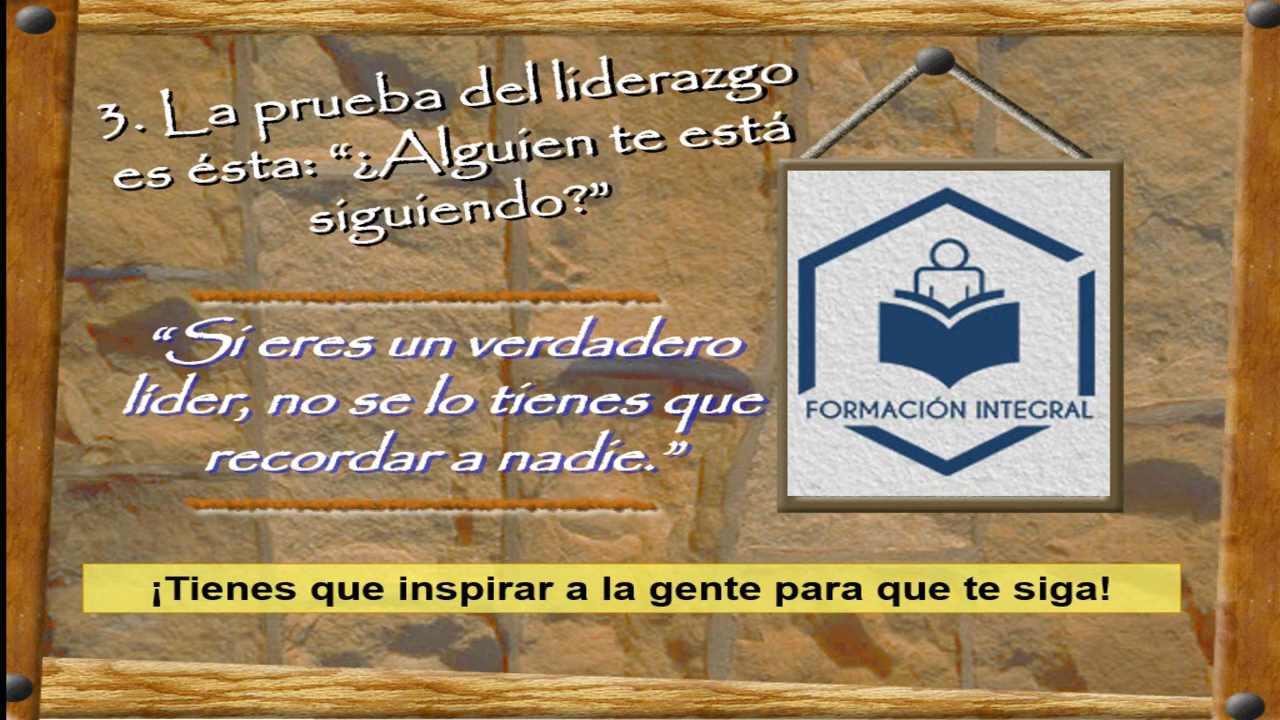 3. La prueba del liderazgo
es ésta: “¿Alguien te está
siguiendo?”
“Si eres un verdadero
líder, no se lo tienes que
recordar a nadie.”
FORMACIÓN INTEGRAL
¡Tienes que inspirar a la gente para que te siga!